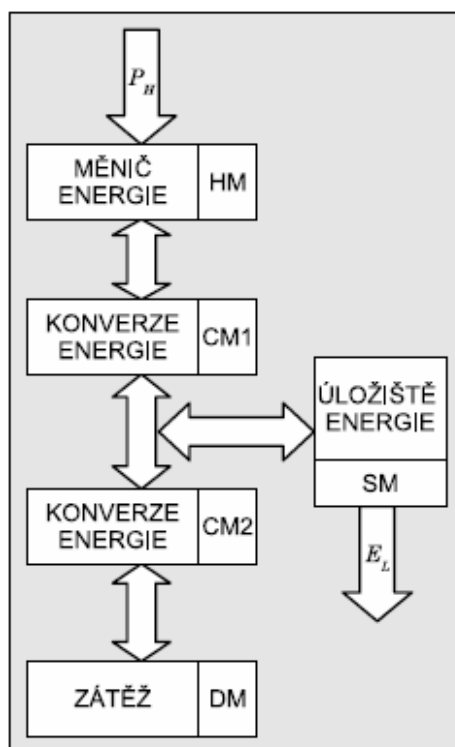 P_H
MĚNIČ
ENERGIE
HM
KONVERZE
ENERGIE
CM1
ÚLOŽIŠTĚ
ENERGIE
SM
KONVERZE
ENERGIE
CM2
E_L
ZÁTĚŽ
DM